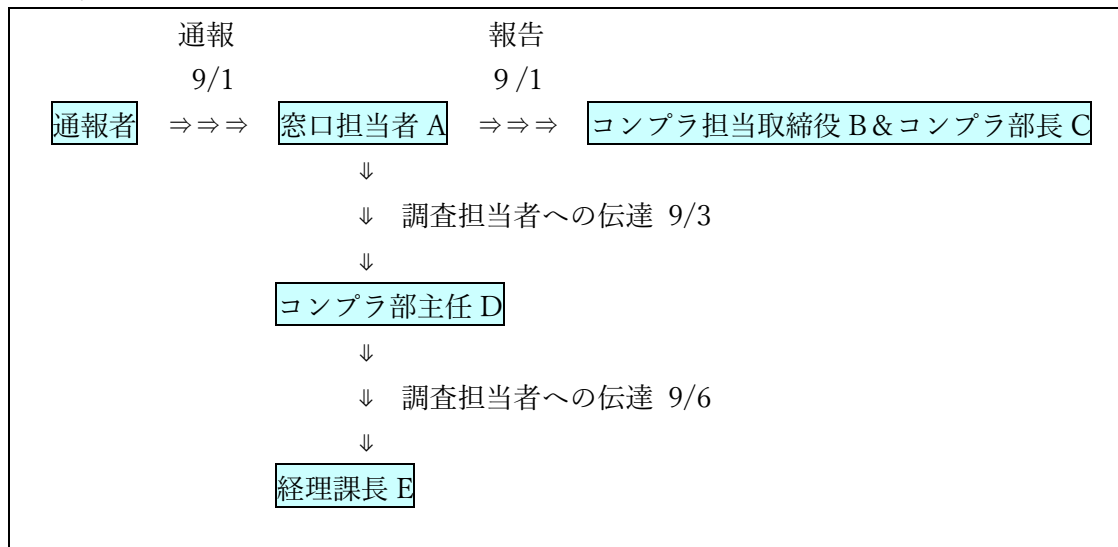 通報 報告
9/1 9 /1
通報者 ⇒⇒⇒ 窓口担当者 A ⇒⇒⇒ コンプラ担当取締役 B&コンプラ部長 C
⇓
⇓ 調査担当者への伝達 9/3
⇓
コンプラ部主任 D
⇓
⇓ 調査担当者への伝達 9/6
⇓
経理課長 E